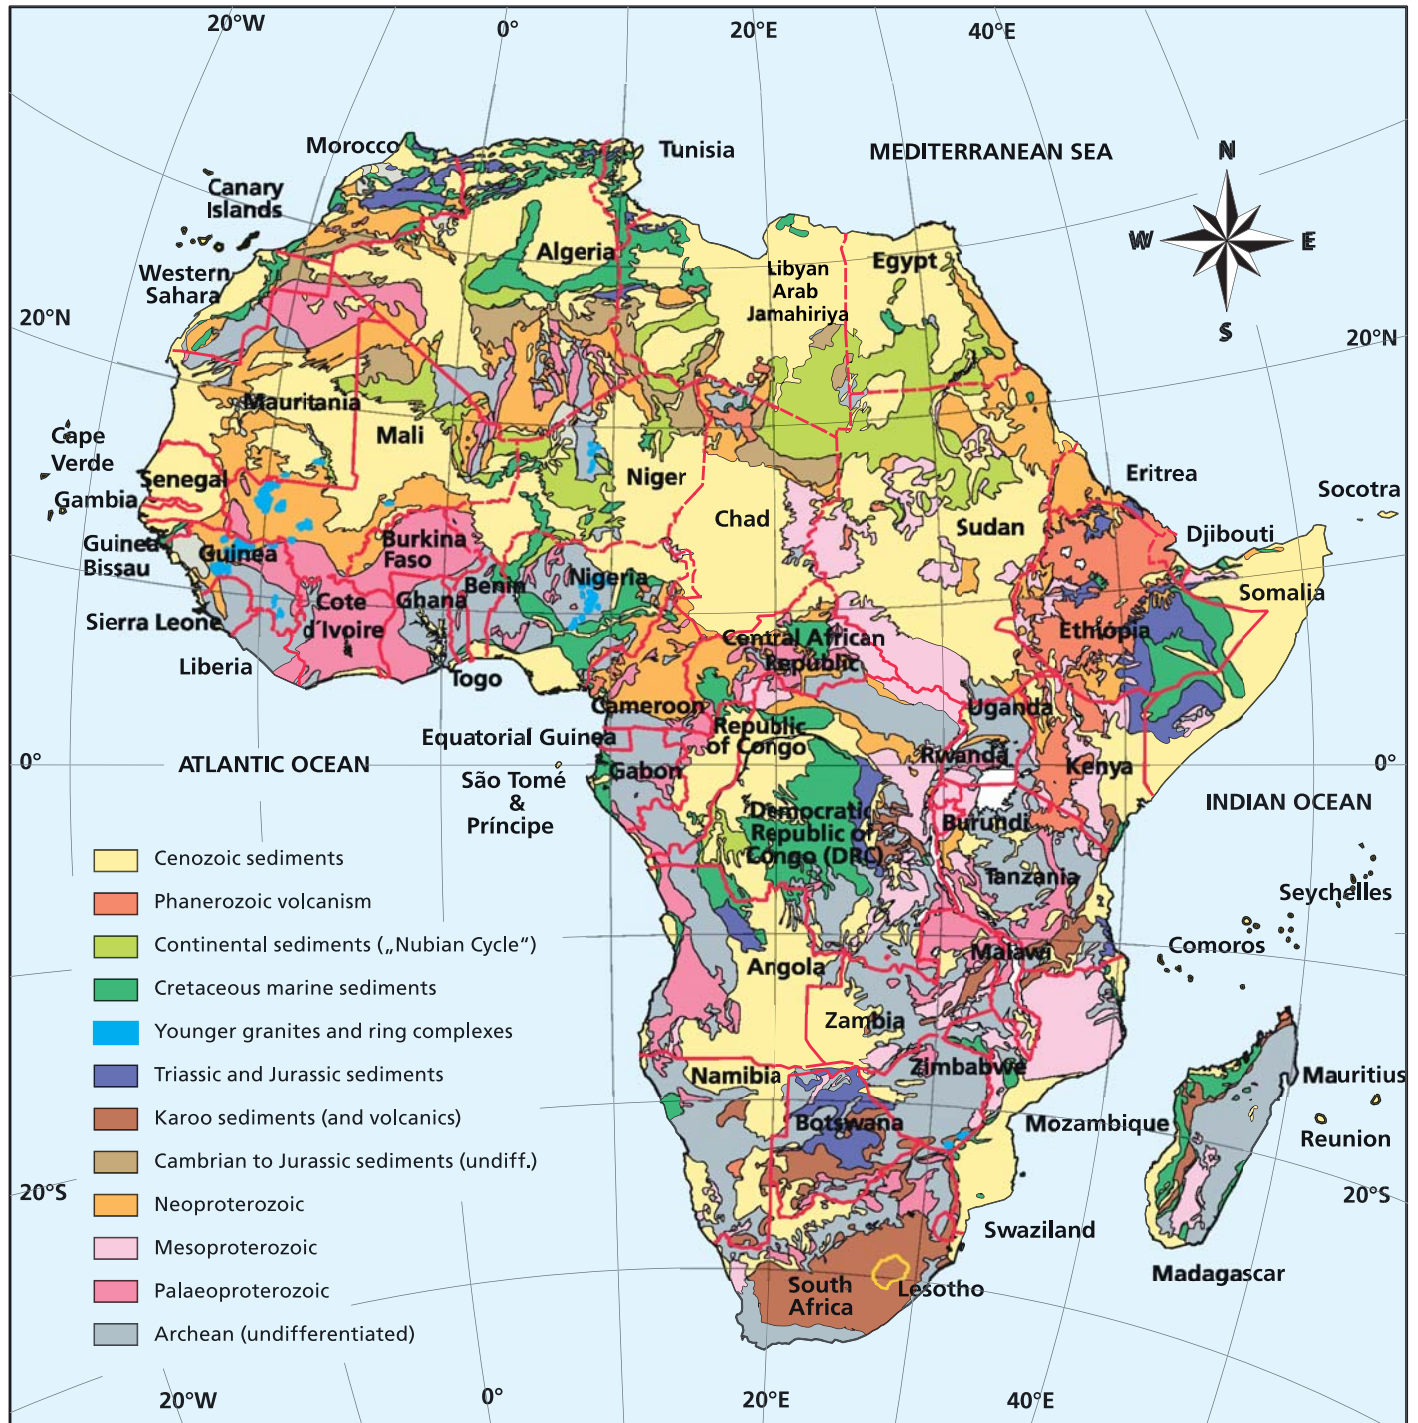 20°W
0°
20°E
40°E
Morocco
Tunisia
MEDITERRANEAN SEA
N
Canary
Islands
W
E
Algeria
Libyan
Arab
Jamahiriya
Egypt
Western
Sahara
S
20°N
20°N
Mauritania
Mali
Cape
Verde
Senegal
Niger
Eritrea
Gambia
Socotra
Chad
Sudan
Djibouti
Guinea
Bissau
Guinea
Burkina
Faso
Nigeria
Benin
Somalia
Cote
d'Ivoire
Ghana
Sierra Leone
Ethiopia
Central African
Republic
Liberia
Togo
Cameroon
Uganda
Equatorial Guinea
Republic
of Congo
Rwanda
0°
ATLANTIC OCEAN
Gabon
Kenya
0°
São Tomé
&
Príncipe
INDIAN OCEAN
Democratic
Republic of
Congo (DRC)
Burundi
Tanzania
Seychelles
Cenozoic sediments
Phanerozoic volcanism
Continental sediments („Nubian Cycle“)
Cretaceous marine sediments
Younger granites and ring complexes
Triassic and Jurassic sediments
Karoo sediments (and volcanics)
Cambrian to Jurassic sediments (undiff.)
Neoproterozoic
Mesoproterozoic
Palaeoproterozoic
Archean (undifferentiated)
Comoros
Malawi
Angola
Zambia
Zimbabwe
Namibia
Mauritius
Botswana
Mozambique
Reunion
20°S
20°S
Swaziland
Madagascar
South
Africa
Lesotho
20°W
0°
20°E
40°E